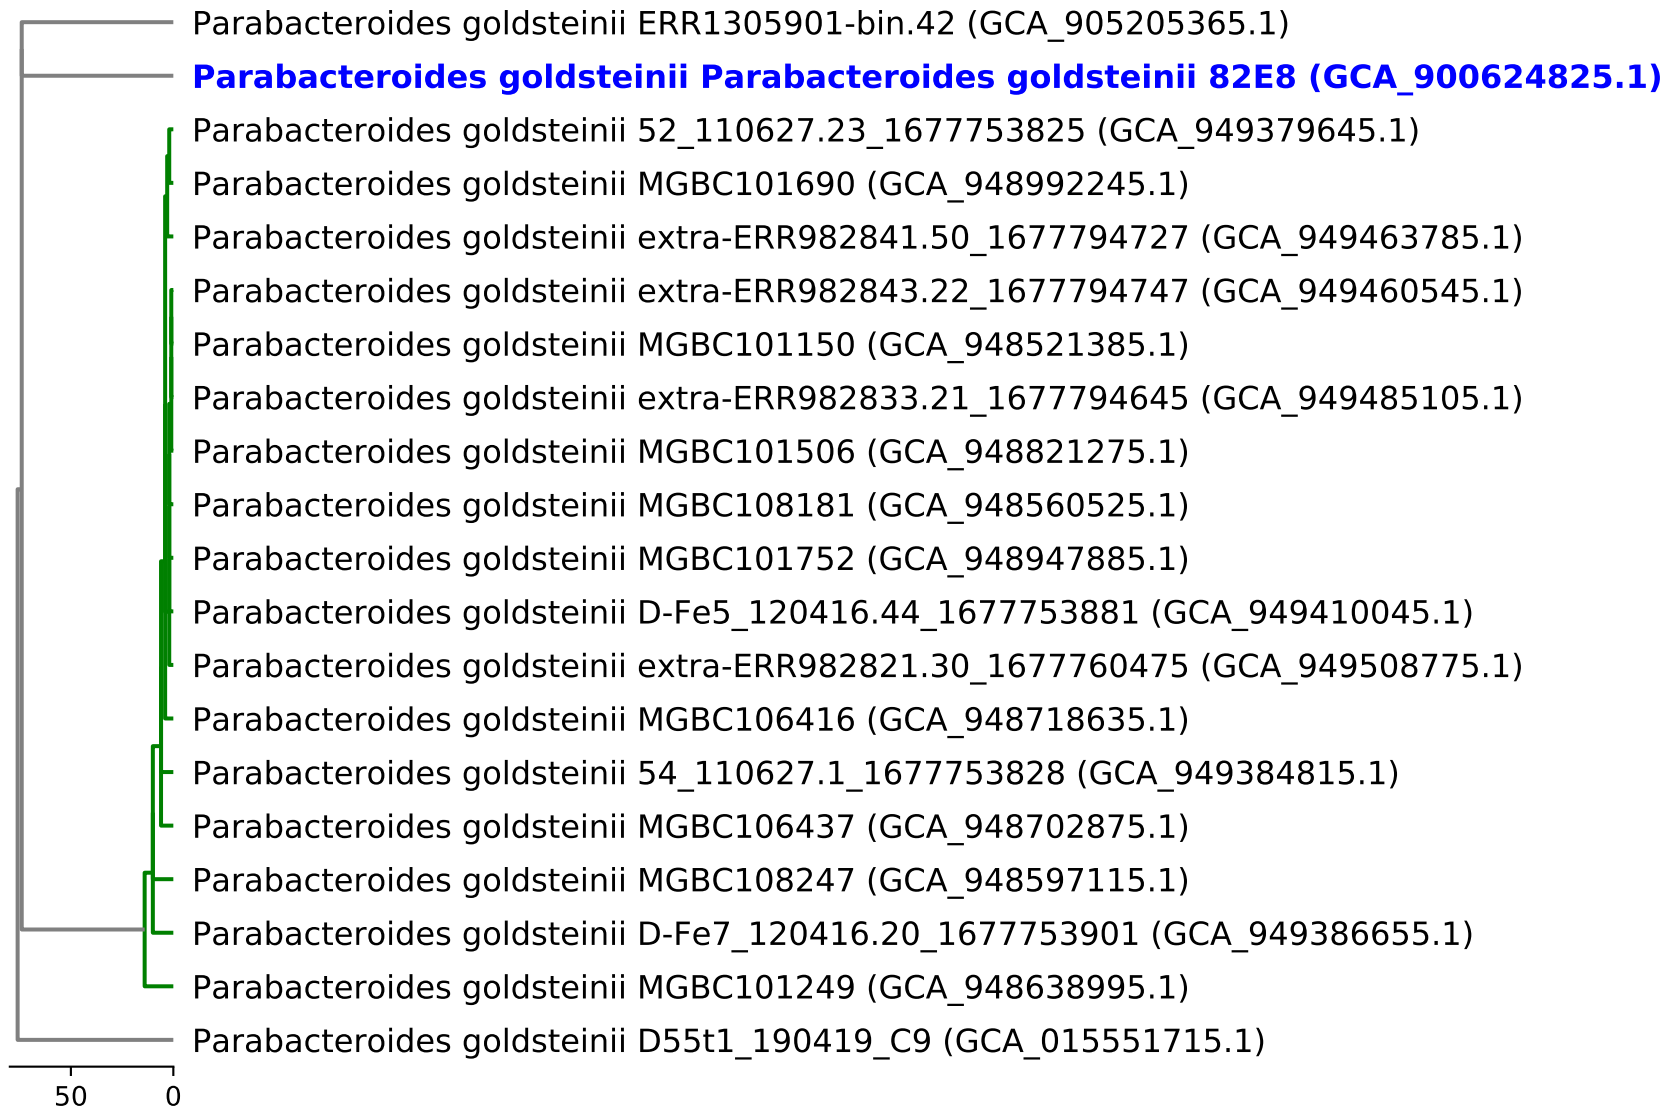 Parabacteroides goldsteinii ERR1305901-bin.42 (GCA_905205365.1)
Parabacteroides goldsteinii Parabacteroides goldsteinii 82E8 (GCA_900624825.1)
Parabacteroides goldsteinii 52_110627.23_1677753825 (GCA_949379645.1)
Parabacteroides goldsteinii MGBC101690 (GCA_948992245.1)
Parabacteroides goldsteinii extra-ERR982841.50_1677794727 (GCA_949463785.1)
Parabacteroides goldsteinii extra-ERR982843.22_1677794747 (GCA_949460545.1)
Parabacteroides goldsteinii MGBC101150 (GCA_948521385.1)
Parabacteroides goldsteinii extra-ERR982833.21_1677794645 (GCA_949485105.1)
Parabacteroides goldsteinii MGBC101506 (GCA_948821275.1)
Parabacteroides goldsteinii MGBC108181 (GCA_948560525.1)
Parabacteroides goldsteinii MGBC101752 (GCA_948947885.1)
Parabacteroides goldsteinii D-Fe5_120416.44_1677753881 (GCA_949410045.1)
Parabacteroides goldsteinii extra-ERR982821.30_1677760475 (GCA_949508775.1)
Parabacteroides goldsteinii MGBC106416 (GCA_948718635.1)
Parabacteroides goldsteinii 54_110627.1_1677753828 (GCA_949384815.1)
Parabacteroides goldsteinii MGBC106437 (GCA_948702875.1)
Parabacteroides goldsteinii MGBC108247 (GCA_948597115.1)
Parabacteroides goldsteinii D-Fe7_120416.20_1677753901 (GCA_949386655.1)
Parabacteroides goldsteinii MGBC101249 (GCA_948638995.1)
Parabacteroides goldsteinii D55t1_190419_C9 (GCA_015551715.1)
50 0